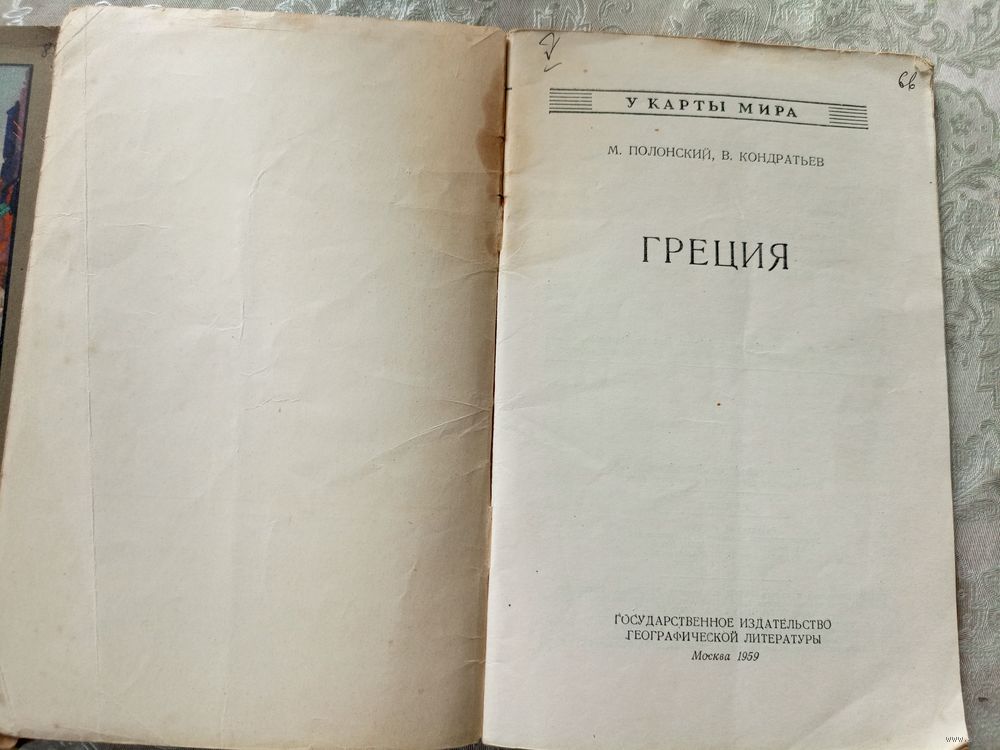 У КАРТЫ МИРА
М. ПОЛОНСКИЙ, В. КОНДРАТЬЕВ
ГРЕЦИЯ
ГОСУДАРСТВЕННОЕ ИЗДАТЕЛЬСТВО
ГЕОГРАФИЧЕСКОЙ ЛИТЕРАТУРЫ
Москва 1959